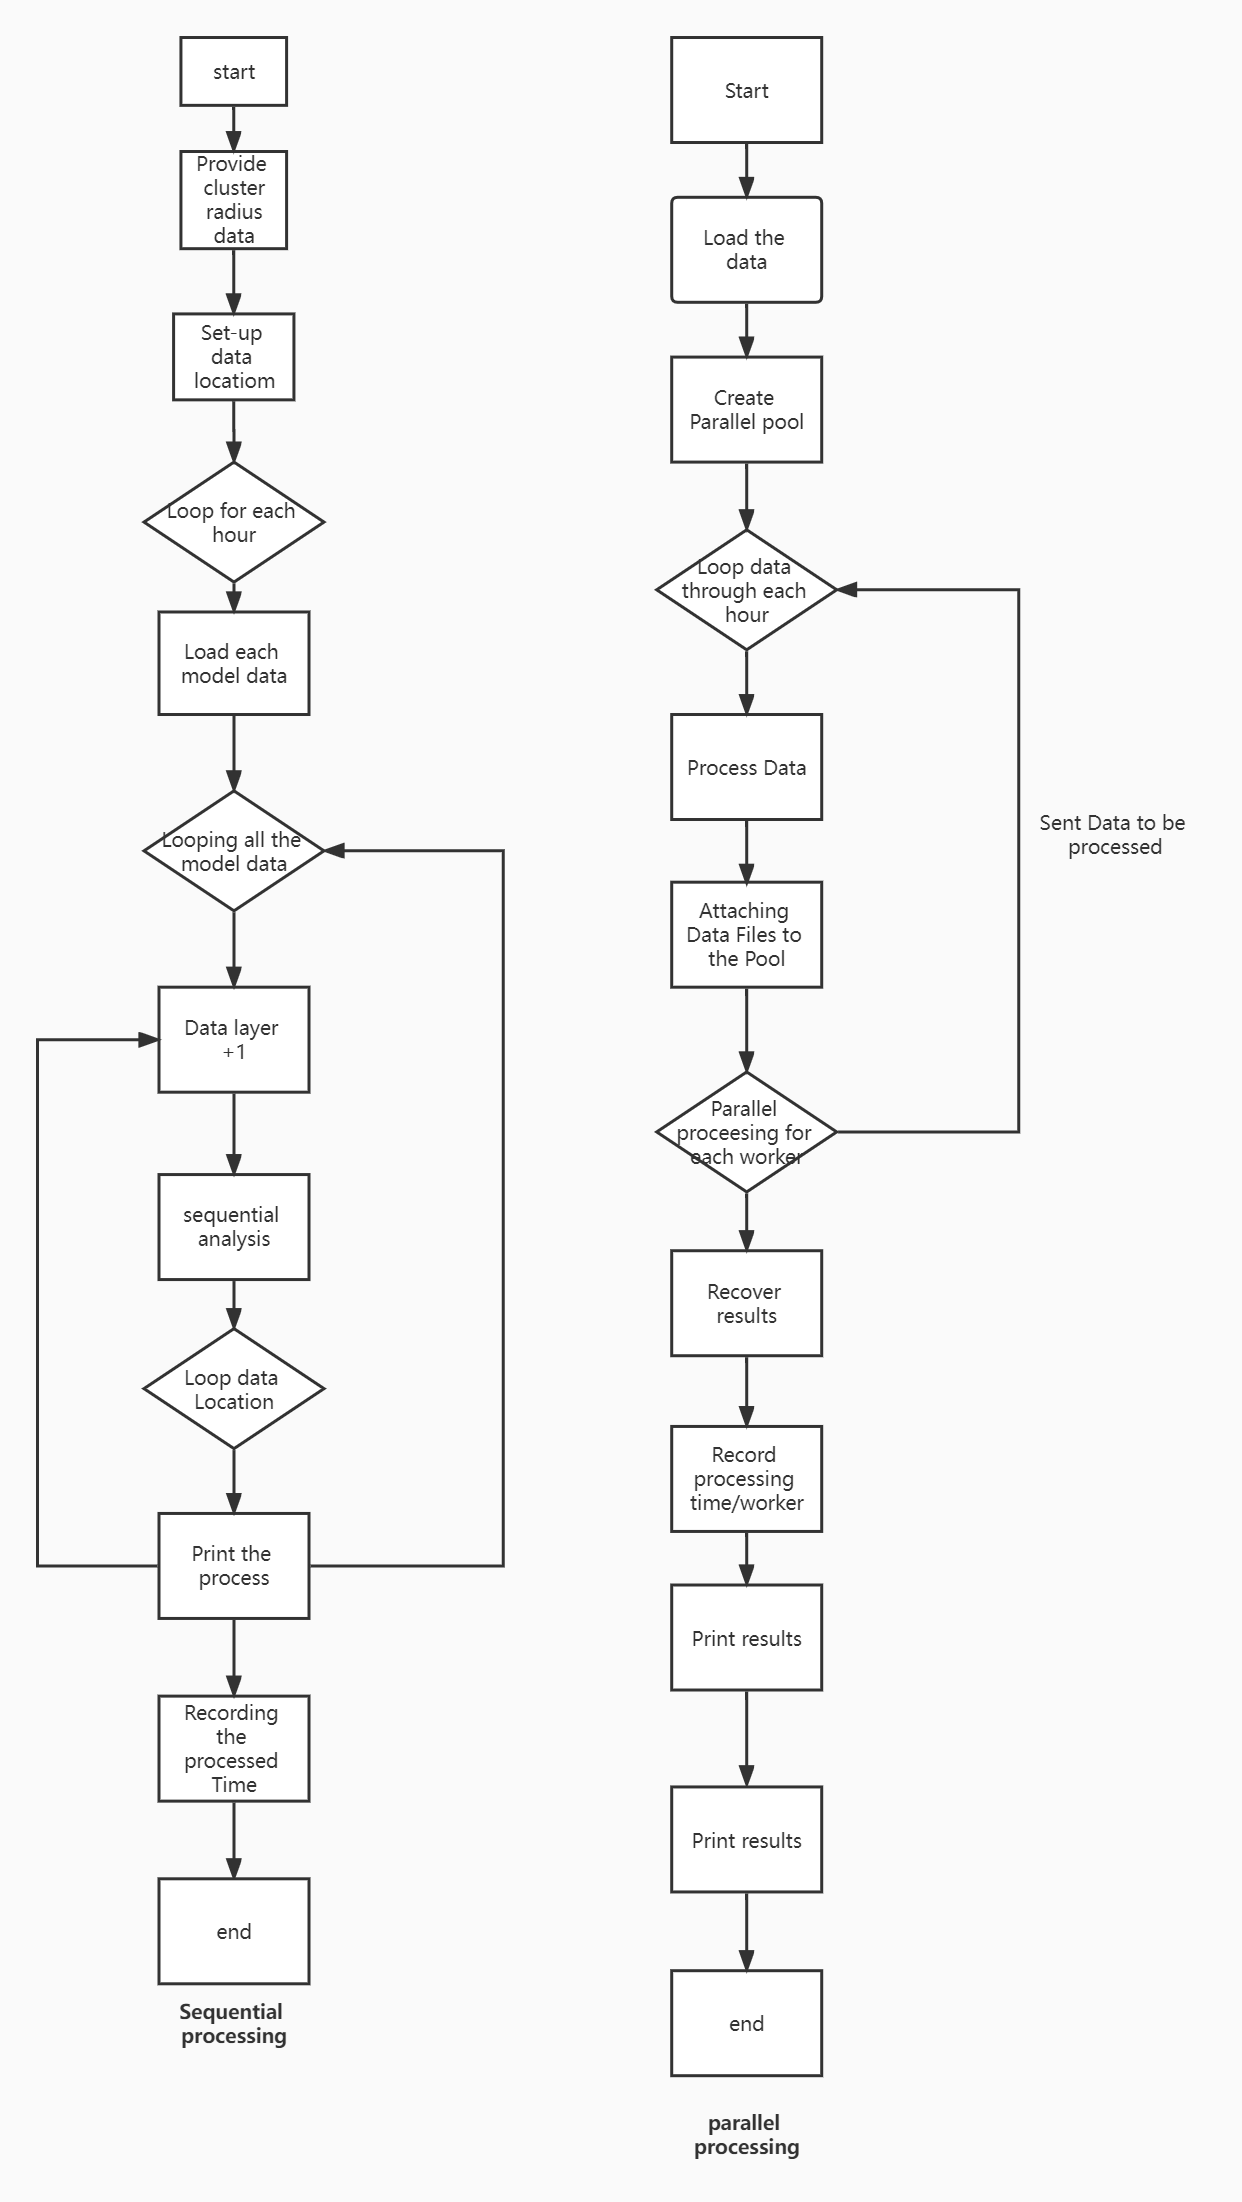 start
Provide
cluster
radius
data
Set-up
data
locatiom
Loop for each
hour
Load each
model data
Looping all the
model data
Data layer
+1
sequential
analysis
Loop data
Location
Print the
process
Recording
the
processed
Time
end
Sequential
processing
Start
Load the
data
Create
Parallel pool
Loop data
through each
hour
Process Data
Sent Data to be
processed
Attaching
Data Files to
the Pool
Parallel
proceesing for
each worker
Recover
results
Record
processing
time/worker
Print results
Print results
end
parallel
processing